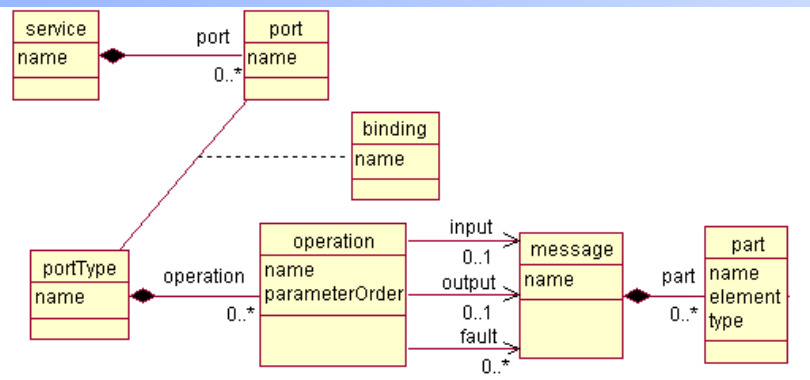 service
name
port
0..*
port
name
binding
name
portType
name
operation
0..*
operation
name
parameterOrder
input
0..1
output
0..1
fault
0..*
message
name
part
0..*
part
name
element
type